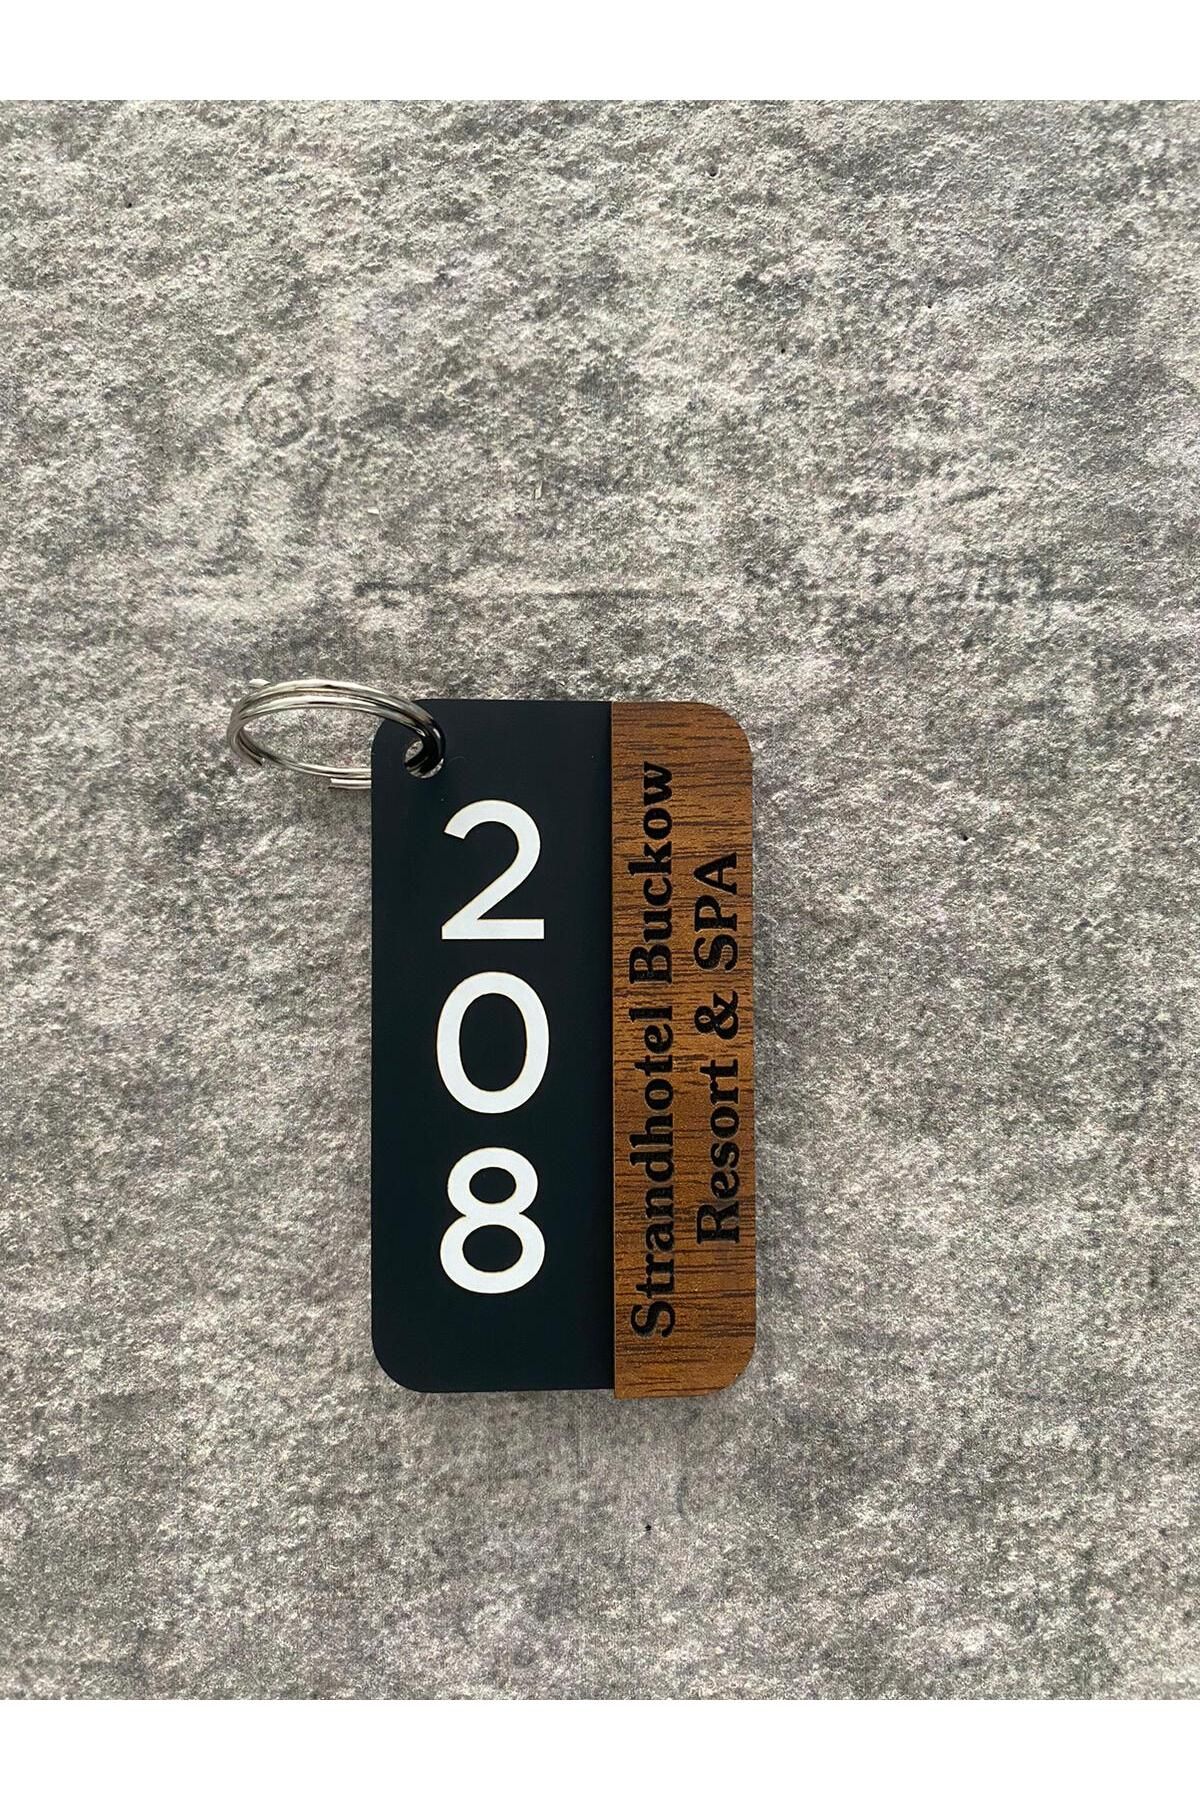 208
Strandhotel Buckow
Resort & SPA